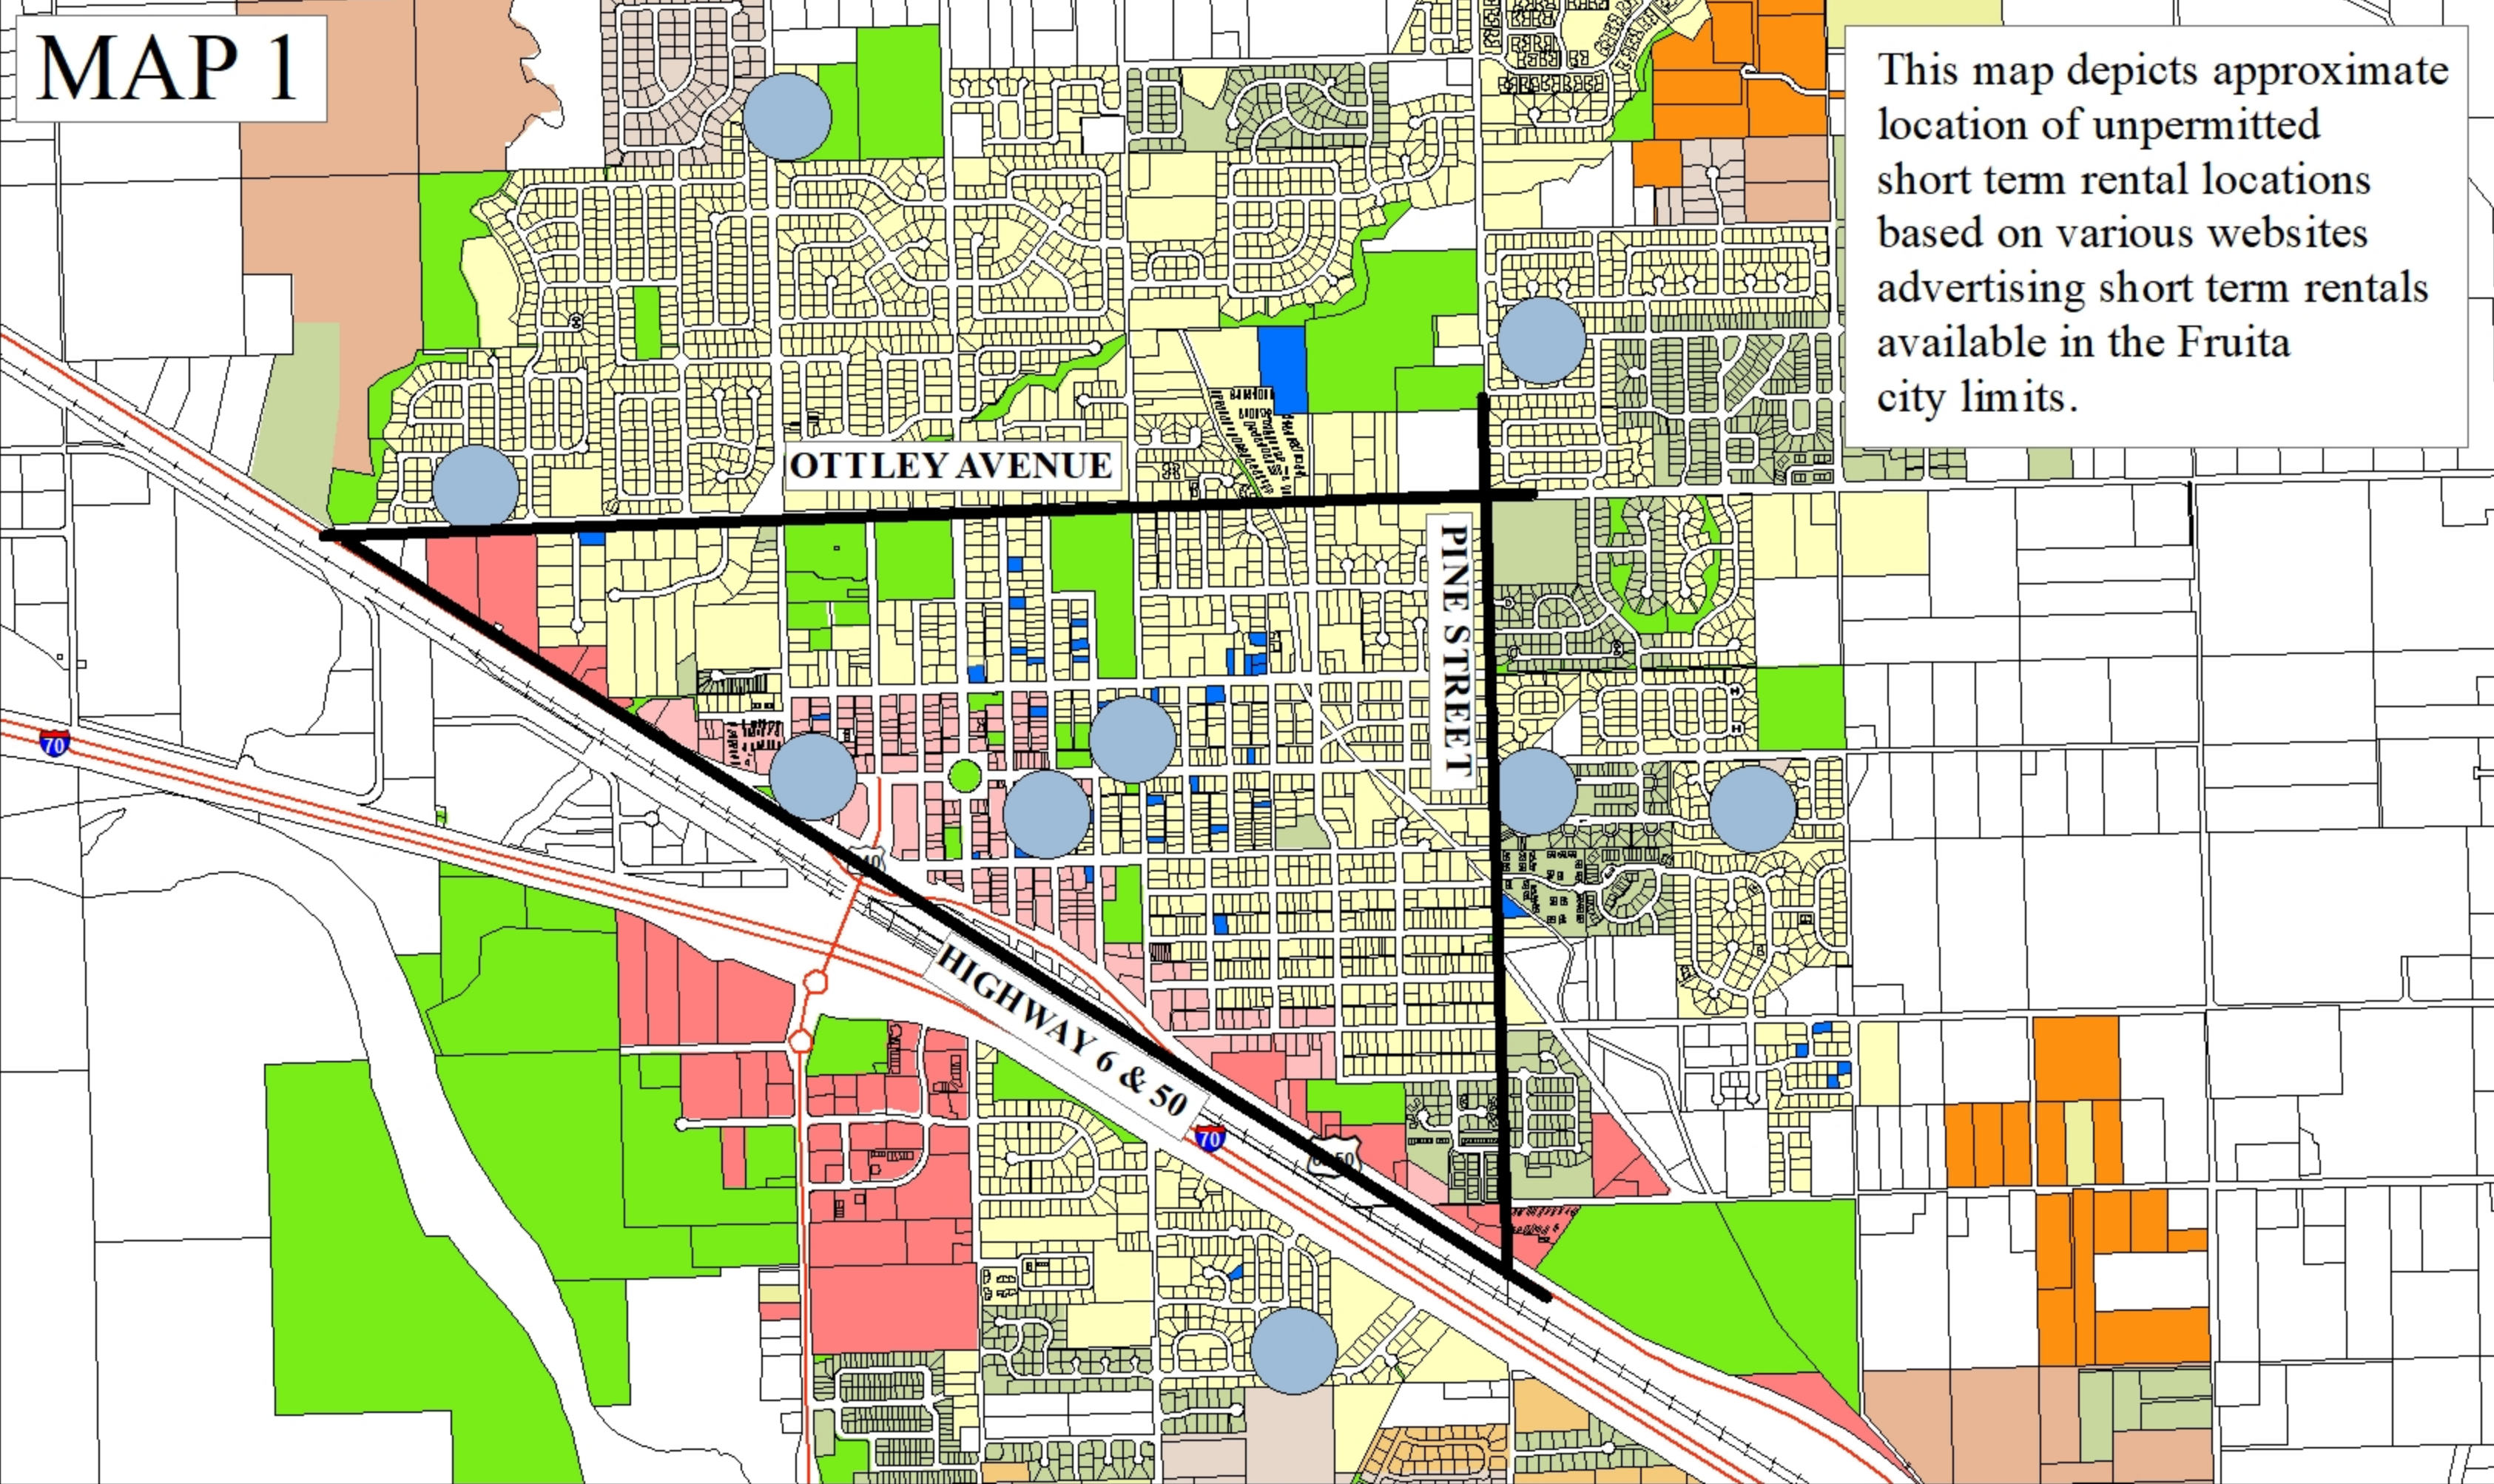 MAP 1
This map depicts approximate
location of unpermitted
short term rental locations
based on various websites
advertising short term rentals
available in the Fruita
city limits.
OTTLEY AVENUE
PINE STREET
70
HIGHWAY 6 & 50
70